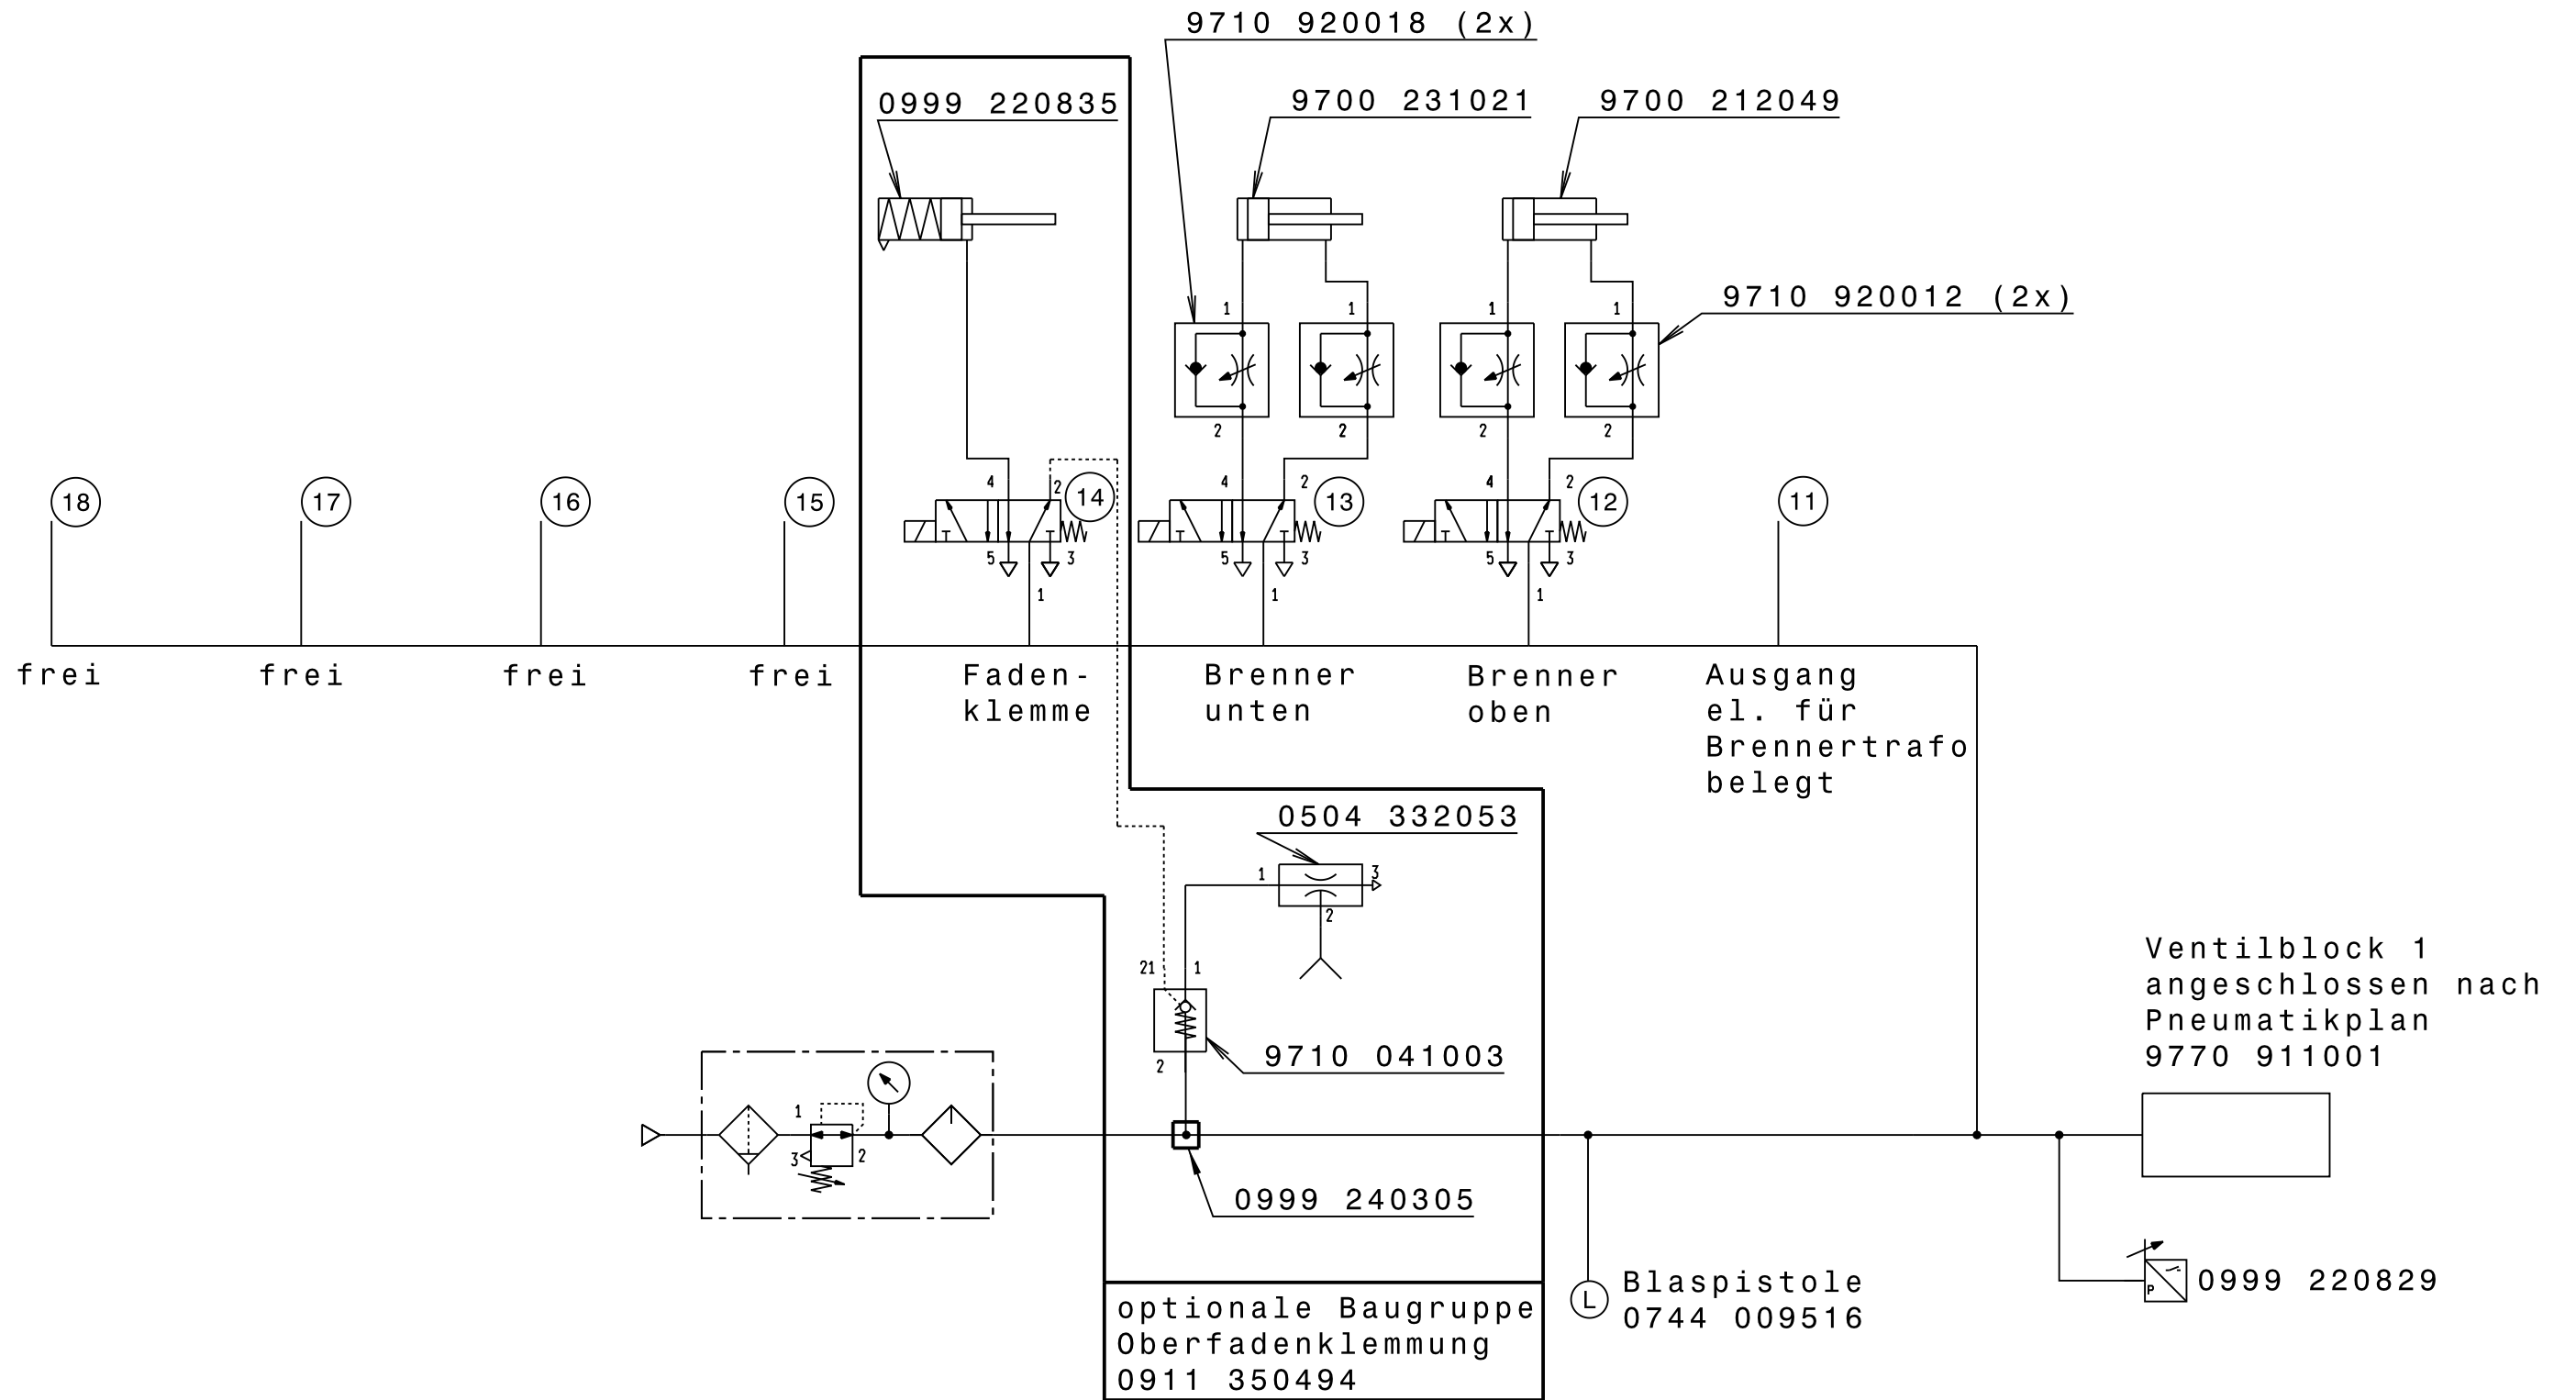 9710 920018 (2x)
0999 220835
9700 231021
9700 212049
9710 920012 (2x)
1
1
1
1
2
2
2
2
18
17
16
15
4
2
14
4
2
13
4
2
12
11
5
3
5
3
5
3
1
1
1
frei
frei
frei
frei
Faden-
klemme
Brenner
unten
Brenner
oben
Ausgang
el. für
Brennertrafo
belegt
0504 332053
1
3
2
21
1
2
9710 041003
Ventilblock 1
angeschlossen nach
Pneumatikplan
9770 911001
1
3
2
0999 240305
L
Blaspistole
0744 009516
P
0999 220829
optionale Baugruppe
Oberfadenklemmung
0911 350494